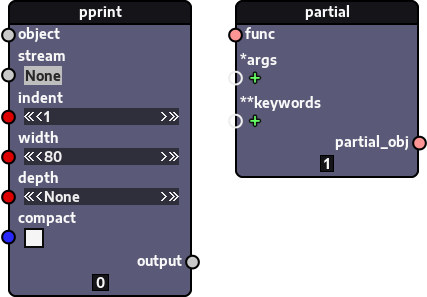 pprint
object
stream
None
indent
1
width
80
depth
None
compact
output
0
partial
func
*args
+
**keywords
+
partial_obj
1